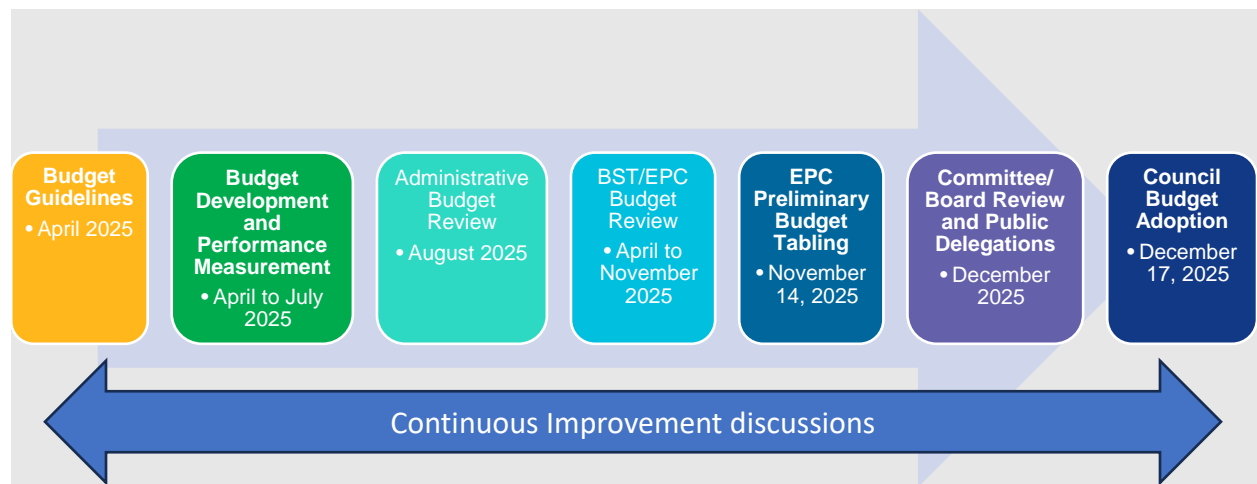 Budget
Guidelines
• April 2025
Budget
Development
and
Performance
Measurement
• April to July
2025
Administrative
Budget
Review
• August 2025
BST/EPC
Budget
Review
• April to
November
2025
EPC
Preliminary
Budget
Tabling
• November
14, 2025
Committee/
Board Review
and Public
Delegations
• December
2025
Council
Budget
Adoption
• December
17, 2025
Continuous Improvement discussions